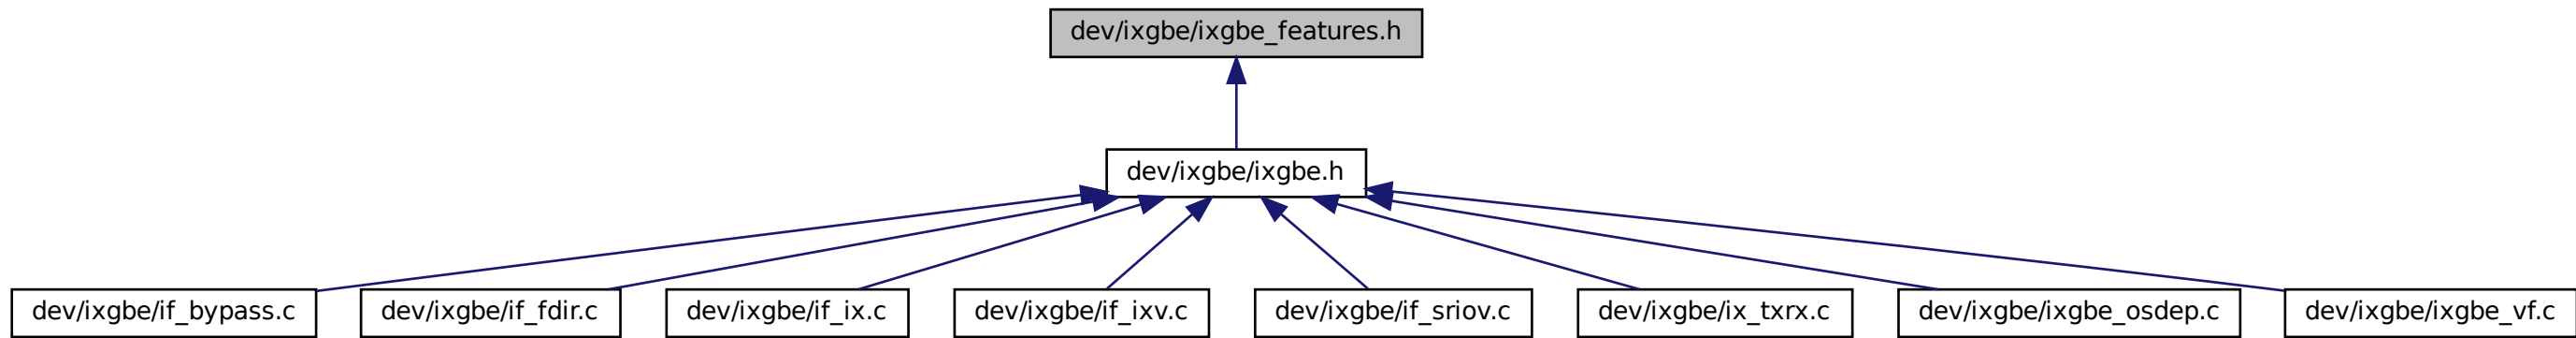 dev/ixgbe/ixgbe_features.h
dev/ixgbe/ixgbe.h
dev/ixgbe/if_bypass.c
dev/ixgbe/if_fdir.c
dev/ixgbe/if_ix.c
dev/ixgbe/if_ixv.c
dev/ixgbe/if_sriov.c
dev/ixgbe/ix_txrx.c
dev/ixgbe/ixgbe_osdep.c
dev/ixgbe/ixgbe_vf.c